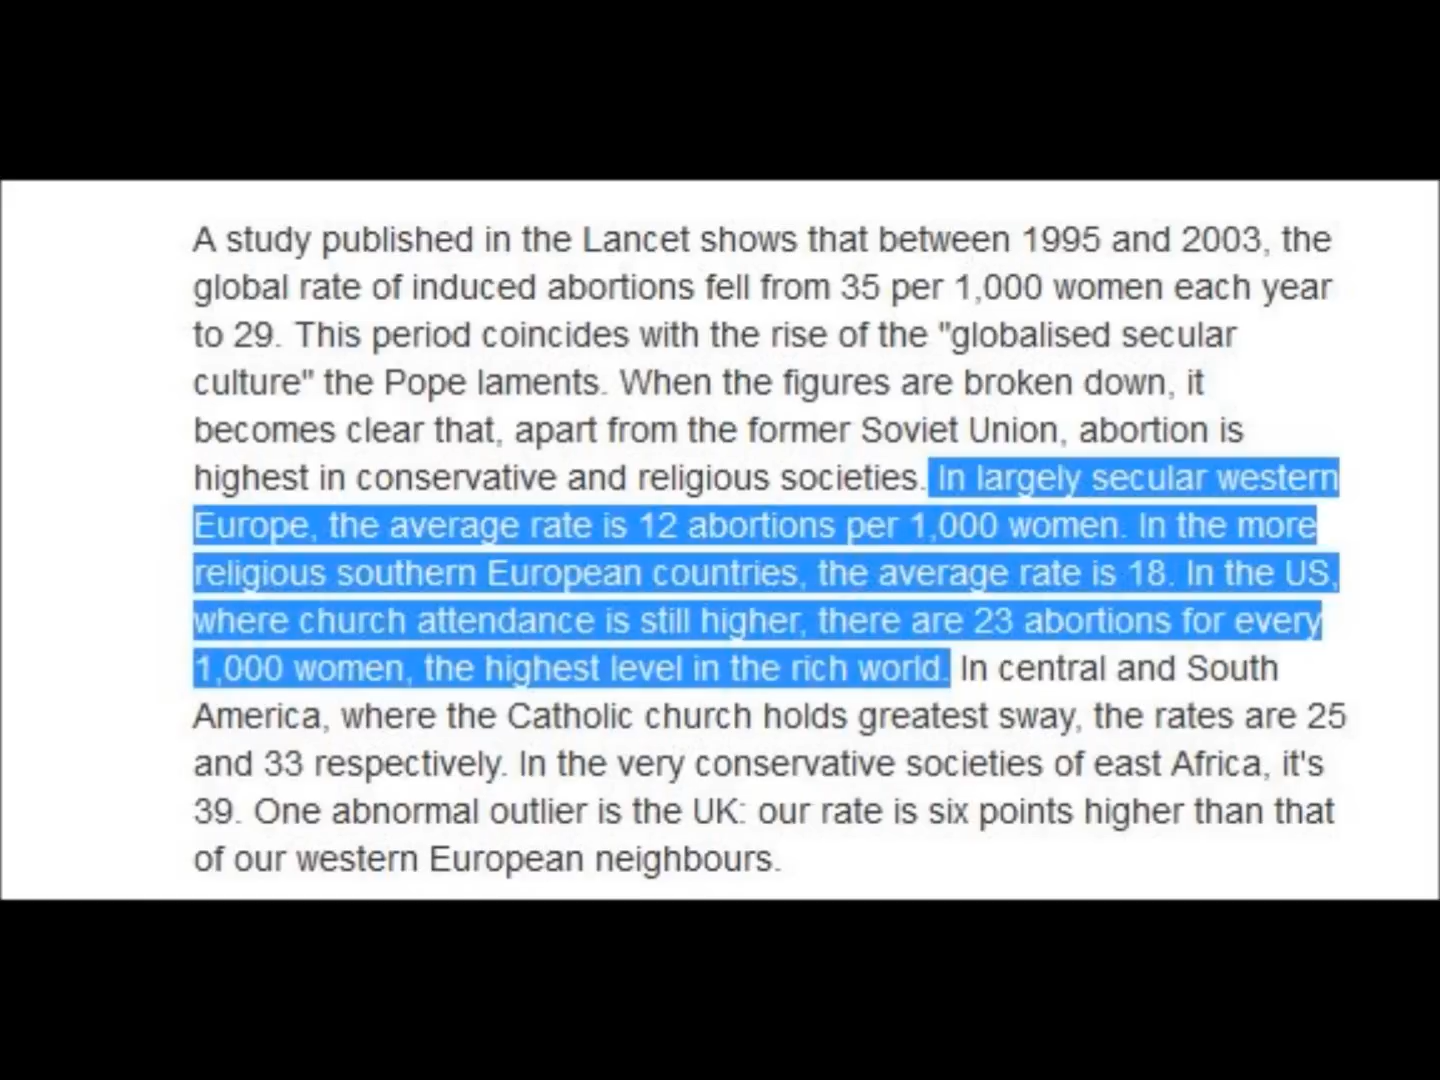 A study published in the Lancet shows that between 1995 and 2003, the
global rate of induced abortions fell from 35 per 1,000 women each year
to 29. This period coincides with the rise of the "globalised secular
culture" the Pope laments. When the figures are broken down, it
becomes clear that, apart from the former Soviet Union, abortion is
highest in conservative and religious societies. In largely secular western
Europe, the average rate is 12 abortions per 1,000 women. In the more
religious southern European countries, the average rate is 18. In the US,
where church attendance is still higher, there are 23 abortions for every
1,000 women, the highest level in the rich world. In central and South
America, where the Catholic church holds greatest sway, the rates are 25
and 33 respectively. In the very conservative societies of east Africa, it's
39. One abnormal outlier is the UK: our rate is six points higher than that
of our western European neighbours.